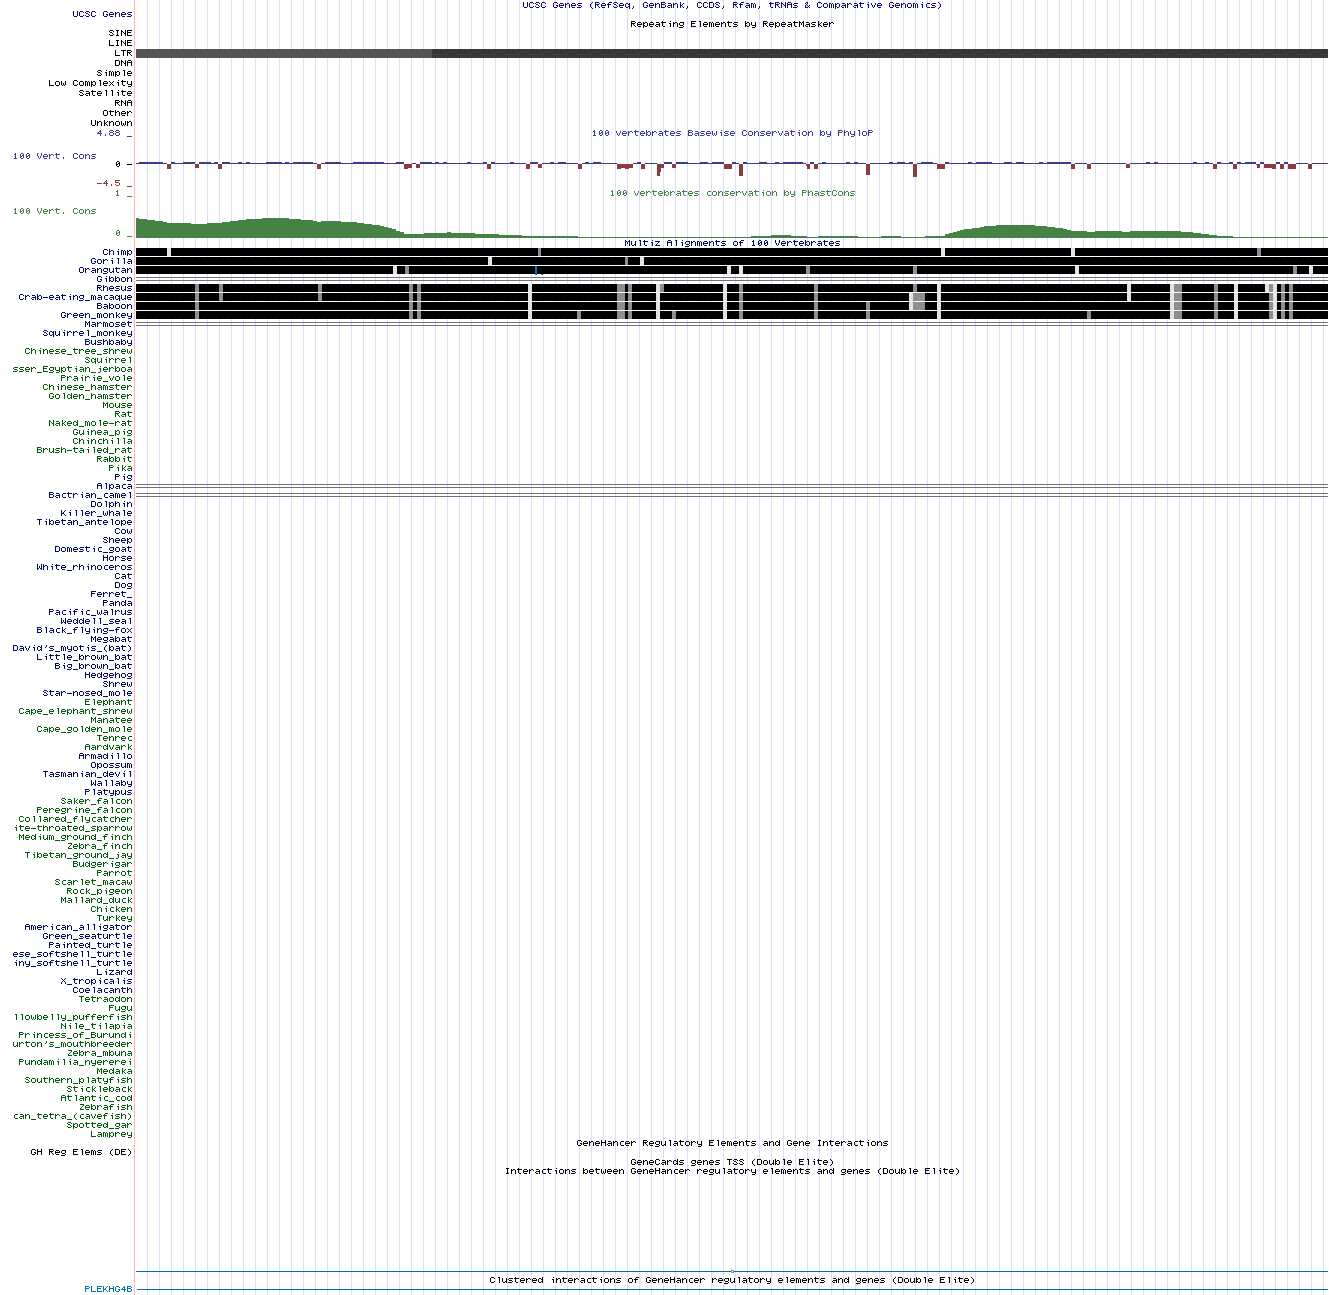 UCSC Genes (RefSeq, GenBank, CCDS, Rfam, tRNAs & Comparative Genomics)
UCSC Genes
Repeating Elements by RepeatMasker
SINE
LINE
LTR
DNA
Simple
Low Complexity
Satellite
RNA
Other
Unknown
4.88 _
100 vertebrates Basewise Conservation by PhyloP
100 Vert. Cons
0 -
-4.5 _
1 _
100 vertebrates conservation by PhastCons
100 Vert. Cons
0 _
Multiz Alignments of 100 Vertebrates
Chimp
Gorilla
Orangutan
Gibbon
Rhesus
Crab-eating_macaque
Baboon
Green_monkey
Marmoset
Squirrel_monkey
Bushbaby
Chinese_tree_shrew
Squirrel
sser_Egyptian_jerboa
Prairie_vole
Chinese_hamster
Golden_hamster
Mouse
Rat
Naked_mole-rat
Guinea_pig
Chinchilla
Brush-tailed_rat
Rabbit
Pika
Pig
Alpaca
Bactrian_camel
Dolphin
Killer_whale
Tibetan_antelope
Cow
Sheep
Domestic_goat
Horse
White_rhinoceros
Cat
Dog
Ferret_
Panda
Pacific_walrus
Weddell_seal
Black_flying-fox
Megabat
David's_myotis_(bat)
Little_brown_bat
Big_brown_bat
Hedgehog
Shrew
Star-nosed_mole
Elephant
Cape_elephant_shrew
Manatee
Cape_golden_mole
Tenrec
Aardvark
Armadillo
Opossum
Tasmanian_devil
Wallaby
Platypus
Saker_falcon
Peregrine_falcon
Collared_flycatcher
ite-throated_sparrow
Medium_ground_finch
Zebra_finch
Tibetan_ground_jay
Budgerigar
Parrot
Scarlet_macaw
Rock_pigeon
Mallard_duck
Chicken
Turkey
American_alligator
Green_seaturtle
Painted_turtle
ese_softshell_turtle
iny_softshell_turtle
Lizard
X_tropicalis
Coelacanth
Tetraodon
Fugu
llowbelly_pufferfish
Nile_tilapia
Princess_of_Burundi
urton's_mouthbreeder
Zebra_mbuna
Pundamilia_nyererei
Medaka
Southern_platyfish
Stickleback
Atlantic_cod
Zebrafish
can_tetra_(cavefish)
Spotted_gar
Lamprey
GeneHancer Regulatory Elements and Gene Interactions
GH Reg Elems (DE)
GeneCards genes TSS (Double Elite)
Interactions between GeneHancer regulatory elements and genes (Double Elite)
Clustered interactions of GeneHancer regulatory elements and genes (Double Elite)
PLEKHG4B